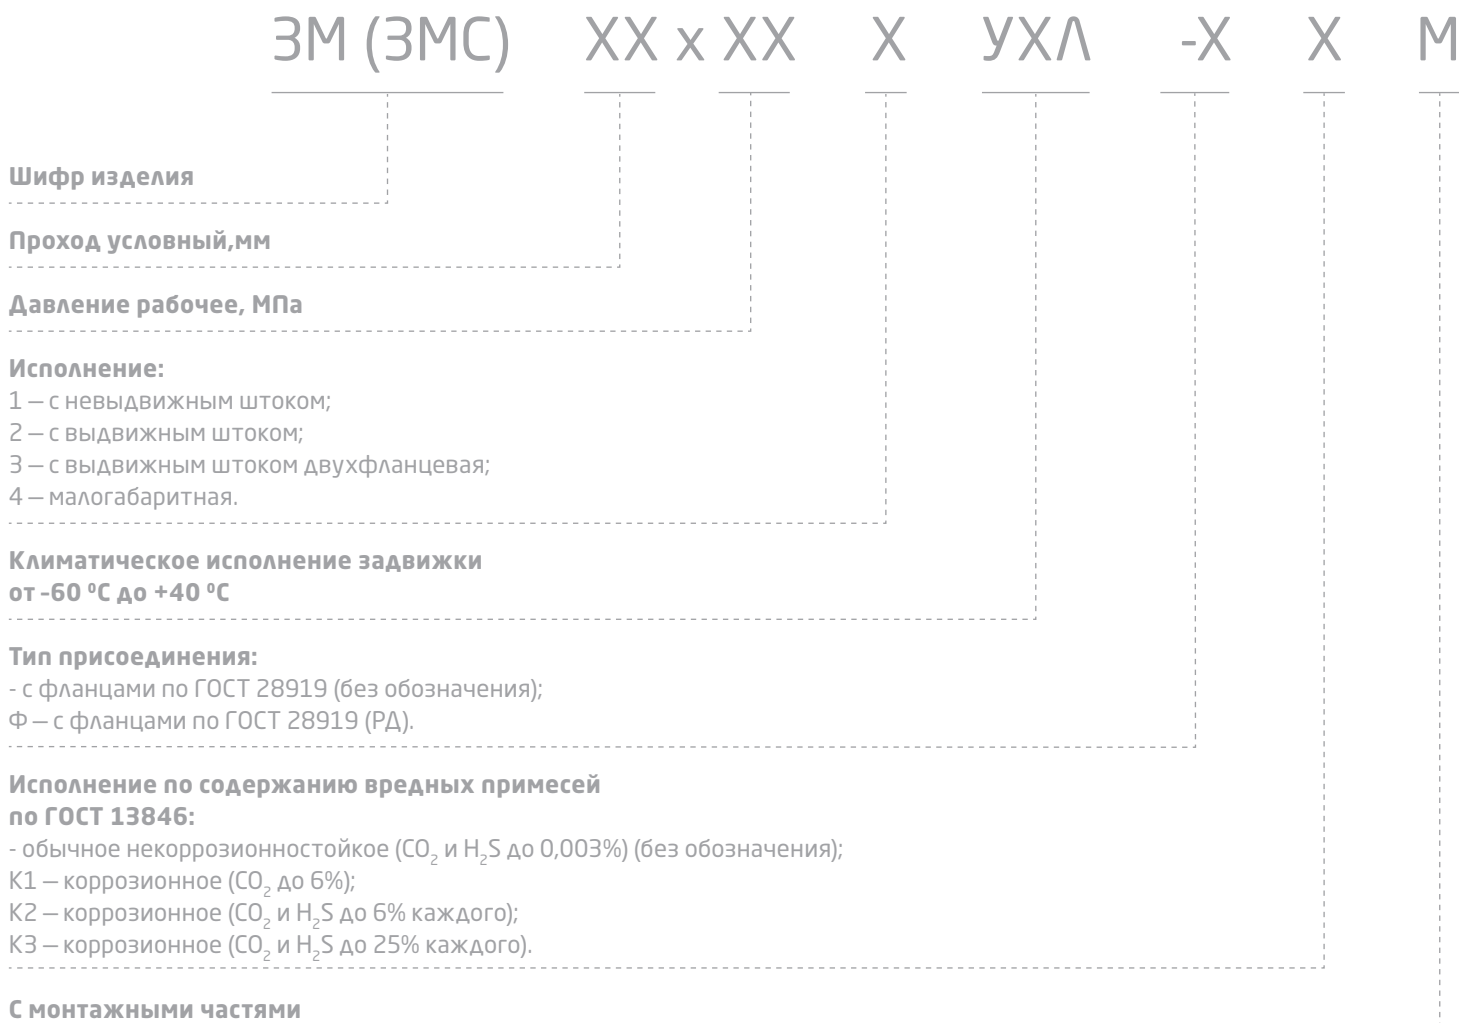 ЗМ (ЗМС) ХХ х ХХ Х УХЛ -Х Х М
Шифр изделия
Проход условный,мм
Давление рабочее, МПа
Исполнение:
1 — с невыдвижным штоком;
2 — с выдвижным штоком;
3 — с выдвижным штоком двухфланцевая;
4 — малогабаритная.
Климатическое исполнение задвижки
от -60 ⁰С до +40 ⁰С
Тип присоединения:
- с фланцами по ГОСТ 28919 (без обозначения);
Ф — с фланцами по ГОСТ 28919 (РД).
Исполнение по содержанию вредных примесей
по ГОСТ 13846:
- обычное некоррозионностойкое (CO₂ и H₂S до 0,003%) (без обозначения);
К1 — коррозионное (CO₂ до 6%);
К2 — коррозионное (CO₂ и H₂S до 6% каждого);
К3 — коррозионное (CO₂ и H₂S до 25% каждого).
С монтажными частями